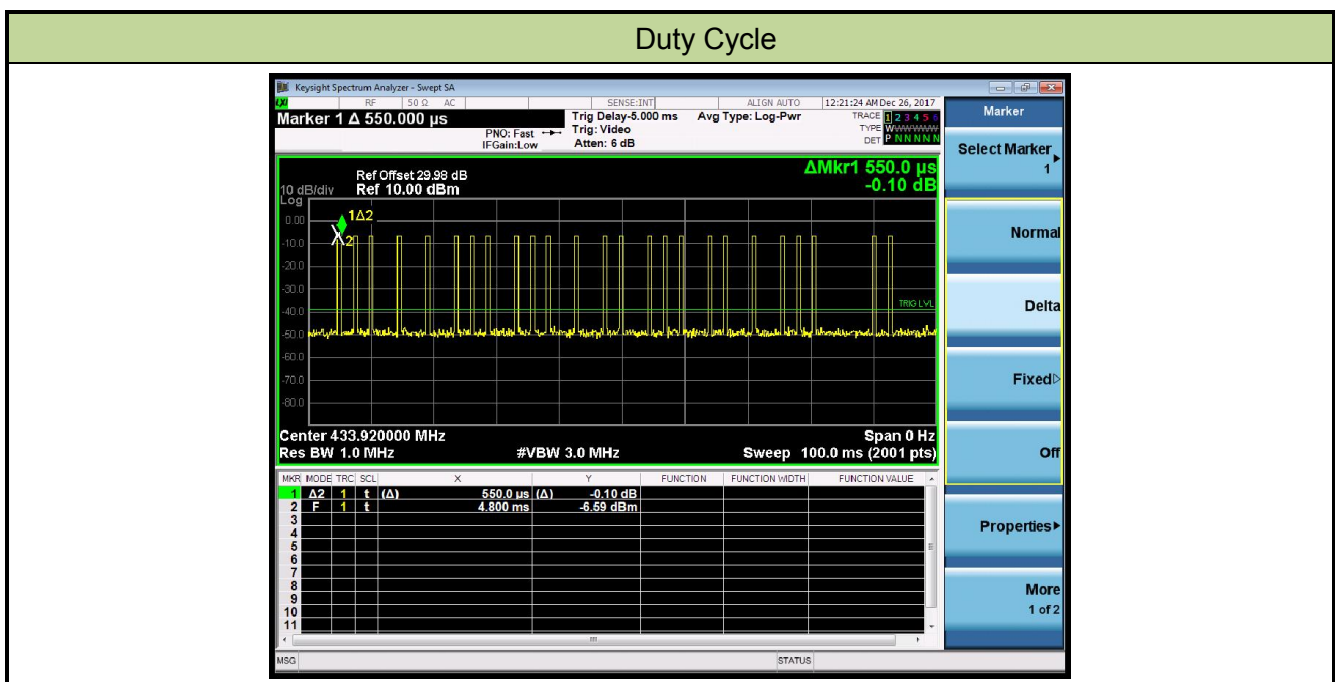 Duty Cycle
Keysight Spectrum Analyzer - Swept SA
RF 50 Ω AC SENSE:INT ALIGN AUTO 12:21:24 AM Dec 26, 2017
Marker 1 Δ 550.000 µs
PNO: Fast
IFGain:Low
Trig Delay-5.000 ms
Trig: Video
Atten: 6 dB
Avg Type: Log-Pwr
TRACE 1 2 3 4 5 6
TYPE WWWWWW
DET P N N N N N
Ref Offset 29.98 dB
10 dB/div Ref 10.00 dBm
Log
ΔMkr1 550.0 µs
-0.10 dB
0.00
-10.0
-20.0
-30.0
-40.0
-50.0
-60.0
-70.0
-80.0
1Δ2
2
TRIG LVL
Center 433.920000 MHz Span 0 Hz
Res BW 1.0 MHz #VBW 3.0 MHz Sweep 100.0 ms (2001 pts)
MKR MODE TRC SCL X Y FUNCTION FUNCTION WIDTH FUNCTION VALUE
1 Δ2 1 t (Δ) 550.0 µs (Δ) -0.10 dB
2 F 1 t 4.800 ms -6.59 dBm
3
4
5
6
7
8
9
10
11
MSG STATUS
Marker
Select Marker
1
Normal
Delta
Fixed
Off
Properties
More
1 of 2